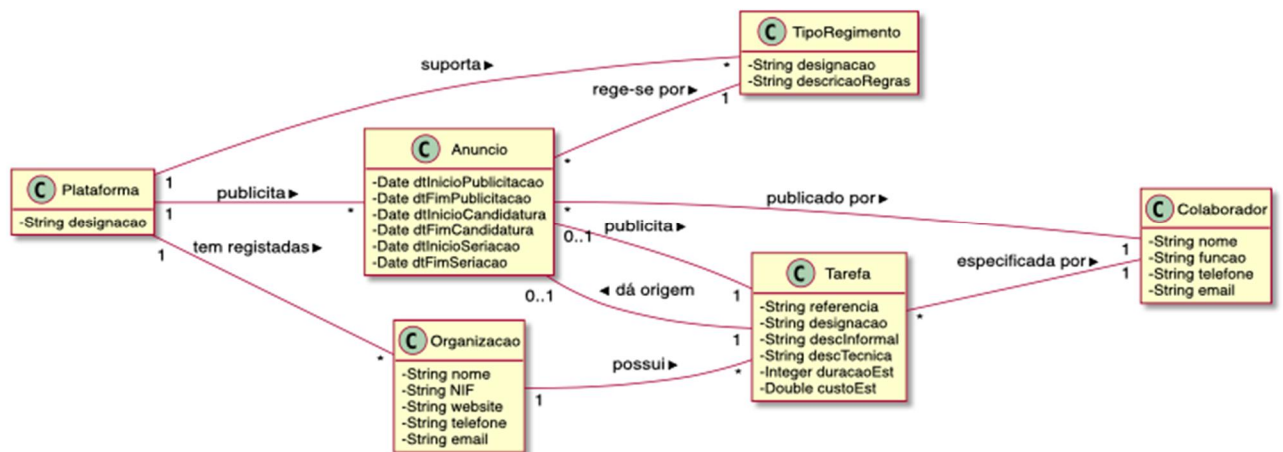 C TipoRegimento
-String designacao
-String descricaoRegras
suporta
*
rege-se por
1
C Anuncio
-Date dtInicioPublicitacao
-Date dtFimPublicitacao
-Date dtInicioCandidatura
-Date dtFimCandidatura
-Date dtInicioSeriacao
-Date dtFimSeriacao
*
C Plataforma
-String designacao
1
publicita
1
*
tem registadas
1
*
publicado por
*
1
C Colaborador
-String nome
-String funcao
-String telefone
-String email
publicita
0..1
1
especificada por
1
*
C Tarefa
-String referencia
-String designacao
-String descInformal
-String descTecnica
-Integer duracaoEst
-Double custoEst
dá origem
0..1
1
C Organizacao
-String nome
-String NIF
-String website
-String telefone
-String email
possui
1
*